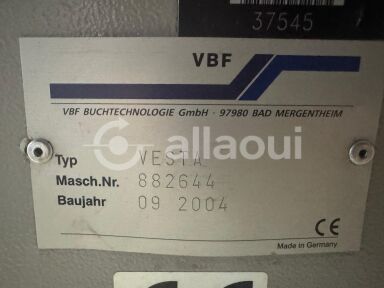 37545
VBF
VBF BUCHTECHNOLOGIE GmbH · 97980 BAD MERGENTHEIM
allaoui
Typ VESTA
Masch.Nr. 882644
Baujahr 09 2004
CE
Made in Germany